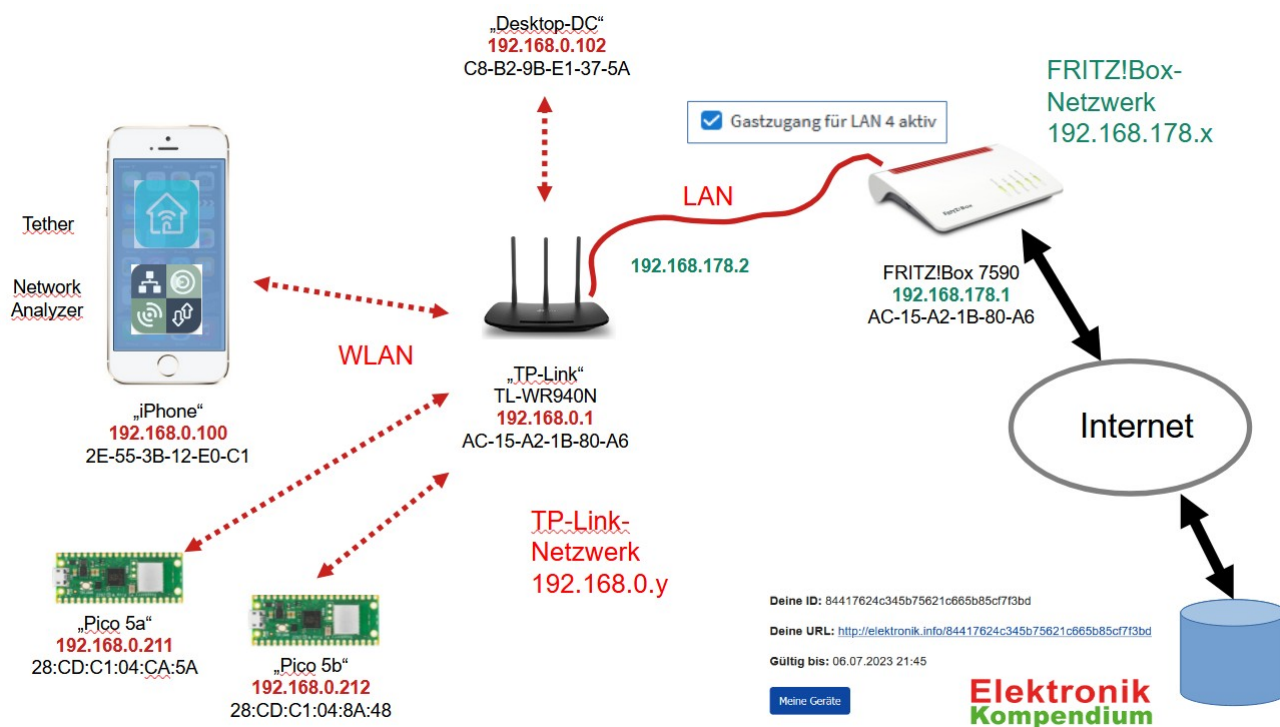 „Desktop-DC“
192.168.0.102
C8-B2-9B-E1-37-5A
FRITZ!Box-
Netzwerk
192.168.178.x
Gastzugang für LAN 4 aktiv
LAN
Tether
Network
Analyzer
192.168.178.2
FRITZ!Box
FRITZ!Box 7590
192.168.178.1
AC-15-A2-1B-80-A6
WLAN
„iPhone“
192.168.0.100
2E-55-3B-12-E0-C1
„TP-Link“
TL-WR940N
192.168.0.1
AC-15-A2-1B-80-A6
Internet
TP-Link-
Netzwerk
192.168.0.y
„Pico 5a“
192.168.0.211
28:CD:C1:04:CA:5A
„Pico 5b“
192.168.0.212
28:CD:C1:04:8A:48
Deine ID: 84417624c345b75621c665b85cf7f3bd
Deine URL: http://elektronik.info/84417624c345b75621c665b85cf7f3bd
Gültig bis: 06.07.2023 21:45
Meine Geräte
Elektronik
Kompendium